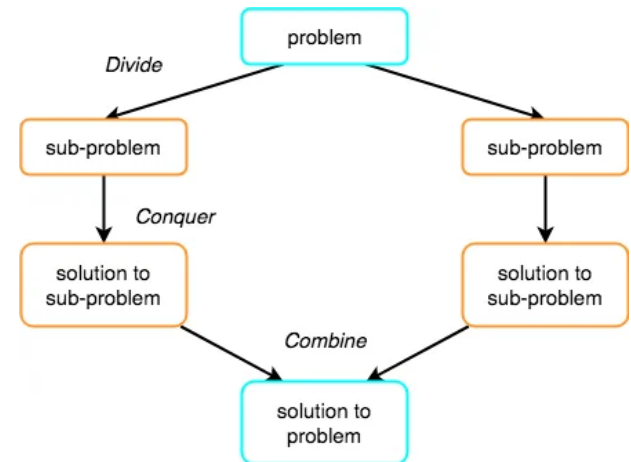 problem
Divide
sub-problem
sub-problem
Conquer
solution to
sub-problem
solution to
sub-problem
Combine
solution to
problem